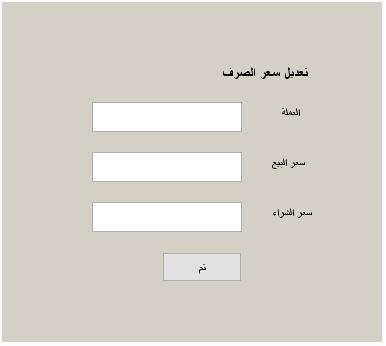 تعديل سعر الصرف
العملة
سعر البيع
سعر الشراء
تم